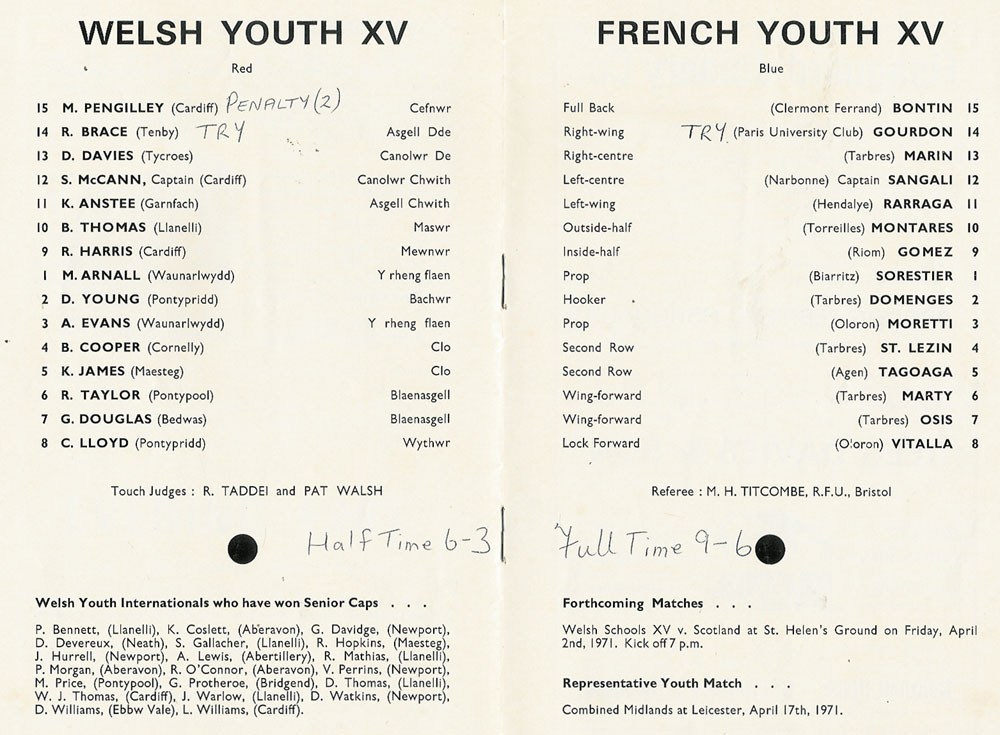 WELSH YOUTH XV
Red
15 M. PENGILLEY (Cardiff) PENALTY (2) Cefnwr
14 R. BRACE (Tenby) TRY Asgell Dde
13 D. DAVIES (Tycroes) Canolwr De
12 S. McCANN, Captain (Cardiff) Canolwr Chwith
11 K. ANSTEE (Garnfach) Asgell Chwith
10 B. THOMAS (Llanelli) Maswr
9 R. HARRIS (Cardiff) Mewnwr
1 M. ARNALL (Waunarlwydd) Y rheng flaen
2 D. YOUNG (Pontypridd) Bachwr
3 A. EVANS (Waunarlwydd) Y rheng flaen
4 B. COOPER (Cornelly) Clo
5 K. JAMES (Maesteg) Clo
6 R. TAYLOR (Pontypool) Blaenasgell
7 G. DOUGLAS (Bedwas) Blaenasgell
8 C. LLOYD (Pontypridd) Wythwr
Touch Judges : R. TADDEI and PAT WALSH
Half Time 6-3
Welsh Youth Internationals who have won Senior Caps . . .
P. Bennett, (Llanelli), K. Coslett, (Aberavon), G. Davidge, (Newport),
D. Devereux, (Neath), S. Gallacher, (Llanelli), R. Hopkins, (Maesteg),
J. Hurrell, (Newport), A. Lewis, (Abertillery), R. Mathias, (Llanelli),
P. Morgan, (Aberavon), R. O'Connor, (Aberavon), V. Perrins, (Newport),
M. Price, (Pontypool), G. Protheroe, (Bridgend), D. Thomas, (Llanelli),
W. J. Thomas, (Cardiff), J. Warlow, (Llanelli), D. Watkins, (Newport),
D. Williams, (Ebbw Vale), L. Williams, (Cardiff).
FRENCH YOUTH XV
Blue
Full Back (Clermont Ferrand) BONTIN 15
Right-wing TRY (Paris University Club) GOURDON 14
Right-centre (Tarbres) MARIN 13
Left-centre (Narbonne) Captain SANGALI 12
Left-wing (Hendalye) RARRAGA 11
Outside-half (Torreilles) MONTARES 10
Inside-half (Riom) GOMEZ 9
Prop (Biarritz) SORESTIER 1
Hooker (Tarbres) DOMENGES 2
Prop (Oloron) MORETTI 3
Second Row (Tarbres) ST. LEZIN 4
Second Row (Agen) TAGOAGA 5
Wing-forward (Tarbres) MARTY 6
Wing-forward (Tarbres) OSIS 7
Lock Forward (Oloron) VITALLA 8
Referee : M. H. TITCOMBE, R.F.U., Bristol
Full Time 9-6
Forthcoming Matches . . .
Welsh Schools XV v. Scotland at St. Helen's Ground on Friday, April
2nd, 1971. Kick off 7 p.m.
Representative Youth Match . . .
Combined Midlands at Leicester, April 17th, 1971.